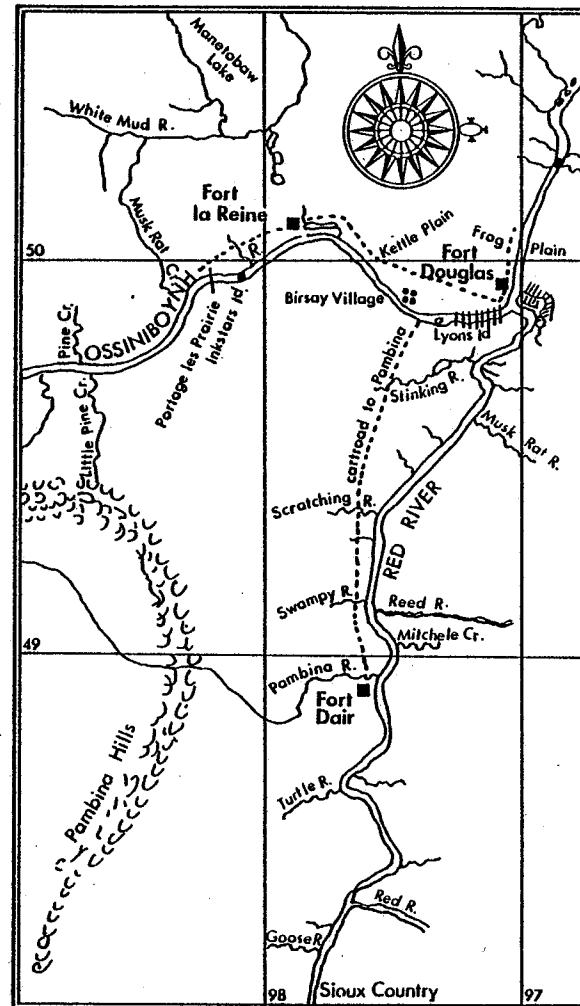 Manetobaw
Lake
White Mud R.
Musk Rat Cr.
Fort
la Reine
Kettle Plain
Frog
Plain
Fort
Douglas
50
Birsay Village
OSSINIBOYNE
R.
Lyons Id
Portage les Prairie
Inkstars Id
Pine Cr.
Little Pine Cr.
cartroad to Pambina
Stinking R.
Musk Rat R.
Scratching R.
RED RIVER
Swampy R.
Reed R.
Mitchele Cr.
49
Pambina R.
Fort
Dair
Pambina Hills
Turtle R.
Red R.
Goose R.
98
Sioux Country
97